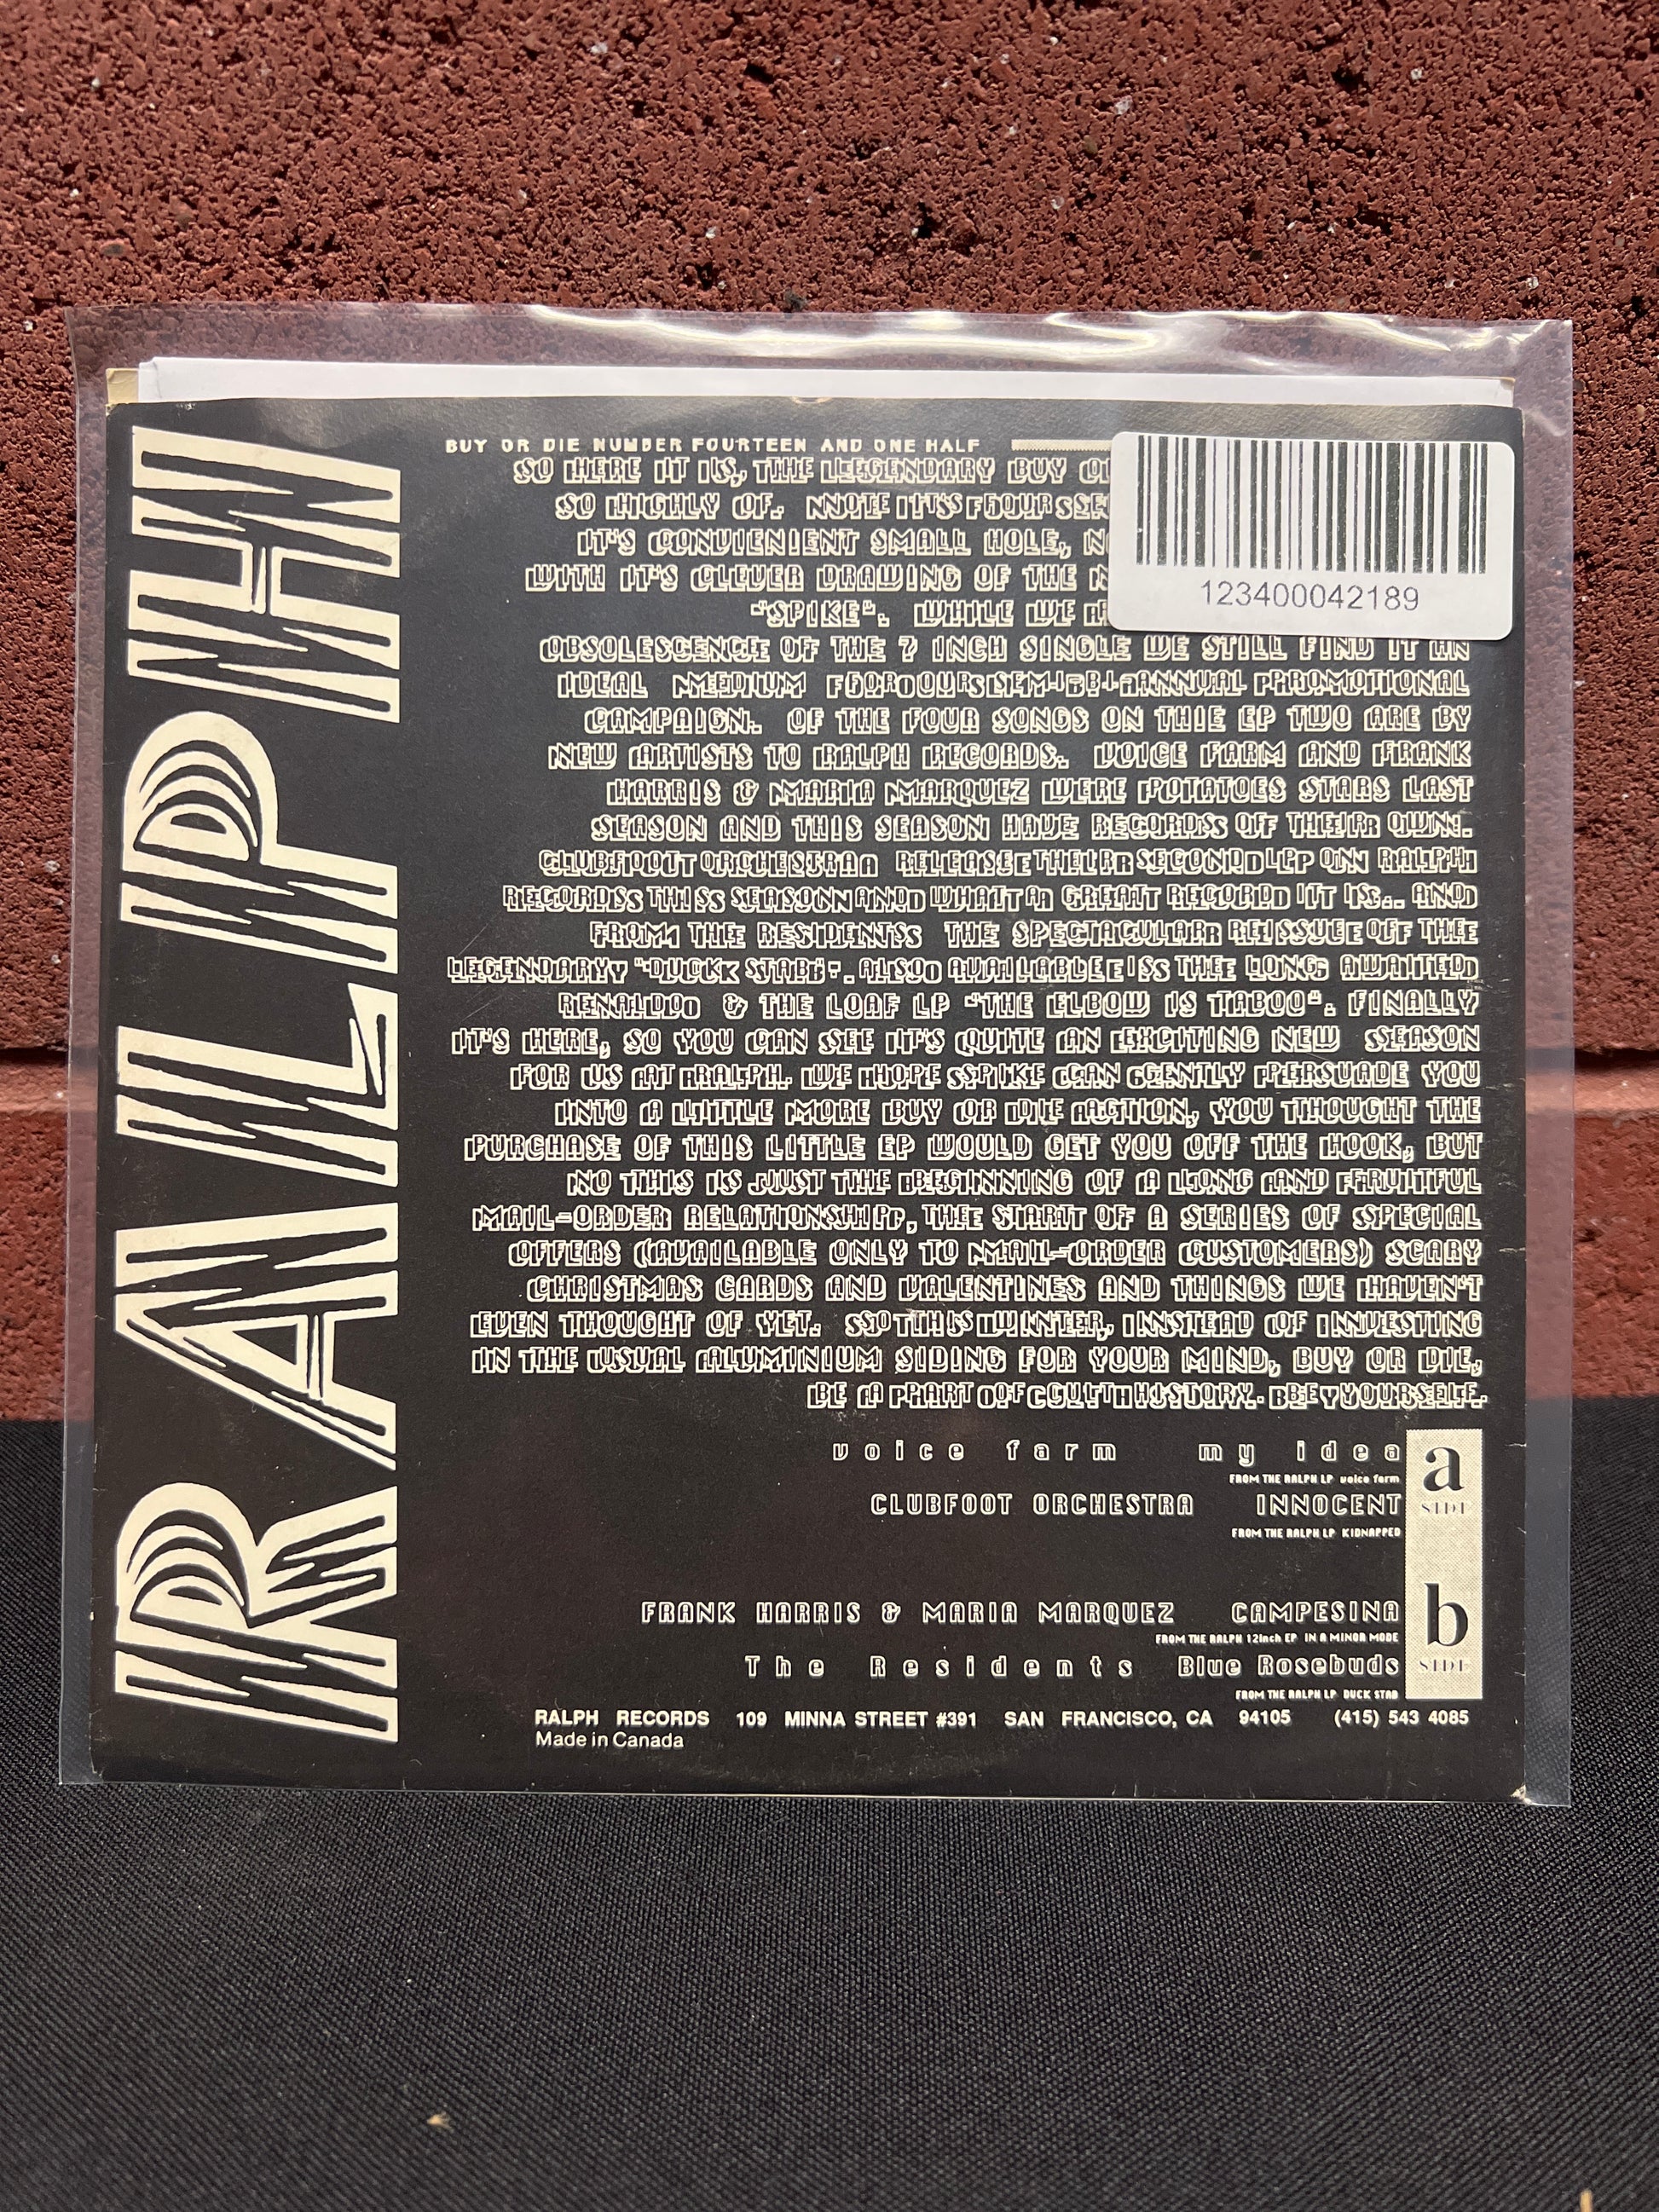 RALPH
BUY OR DIE NUMBER FOURTEEN AND ONE HALF
SO HERE IT IS, THE LEGENDARY BUY
SO HIGHLY OF. NOTE IT'S FOUR
IT'S CONVIENIENT SMALL HOLE,
WITH IT'S CLEVER DRAWING OF THE
"SPIKE". WHILE WE
OBSOLESCENCE OF THE 7 INCH SINGLE WE STILL FIND IT AN
IDEAL MEDIUM FOR OUR SEMI-BI-ANNUAL PROMOTIONAL
CAMPAIGN. OF THE FOUR SONGS ON THIE EP TWO ARE BY
NEW ARTISTS TO RALPH RECORDS. VOICE FARM AND FRANK
HARRIS & MARIA MARQUEZ WERE POTATOES STARS LAST
SEASON AND THIS SEASON HAVE RECORDS OF THEIR OWN.
CLUBFOOT ORCHESTRA RELEASE THEIR SECOND LP ON RALPH
RECORDS THIS SEASON AND WHAT A GREAT RECORD IT IS.. AND
FROM THE RESIDENTS THE SPECTACULAR REISSUE OF THE
LEGENDARY "DUCK STAB". ALSO AVAILABLE IS THE LONG AWAITED
RENALDO & THE LOAF LP "THE ELBOW IS TABOO". FINALLY
IT'S HERE, SO YOU CAN SEE IT'S QUITE AN EXCITING NEW SEASON
FOR US AT RALPH. WE HOPE SPIKE CAN GENTLY PERSUADE YOU
INTO A LITTLE MORE BUY OR DIE ACTION, YOU THOUGHT THE
PURCHASE OF THIS LITTLE EP WOULD GET YOU OFF THE HOOK, BUT
NO THIS IS JUST THE BEGINNING OF A LONG AND FRUITFUL
MAIL-ORDER RELATIONSHIP, THE START OF A SERIES OF SPECIAL
OFFERS (AVAILABLE ONLY TO MAIL-ORDER CUSTOMERS) SCARY
CHRISTMAS CARDS AND VALENTINES AND THINGS WE HAVEN'T
EVEN THOUGHT OF YET. SO THIS WINTER, INSTEAD OF INVESTING
IN THE USUAL ALUMINIUM SIDING FOR YOUR MIND, BUY OR DIE,
BE A PART OF CULT HISTORY. BE YOURSELF.
123400042189
voice farm my idea
FROM THE RALPH LP voice farm
CLUBFOOT ORCHESTRA INNOCENT
FROM THE RALPH LP KIDNAPPED
a
SIDE
FRANK HARRIS & MARIA MARQUEZ CAMPESINA
FROM THE RALPH 12inch EP IN A MINOR MODE
The Residents Blue Rosebuds
FROM THE RALPH LP DUCK STAB
b
SIDE
RALPH RECORDS 109 MINNA STREET #391 SAN FRANCISCO, CA 94105 (415) 543 4085
Made in Canada